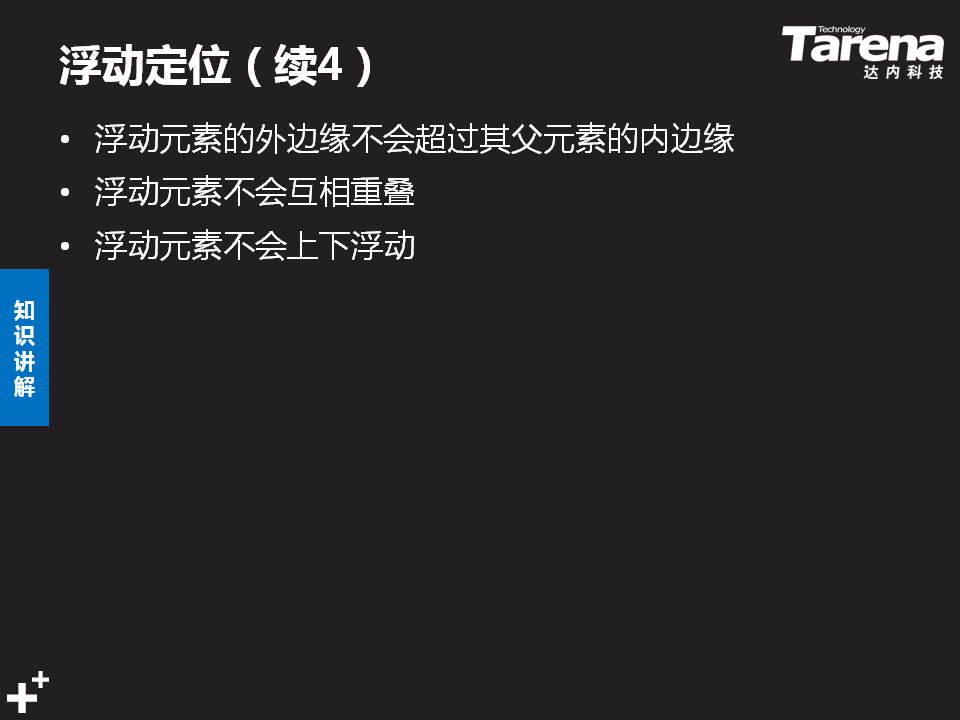 浮动定位（续4）
Technology
Tarena
达内科技
• 浮动元素的外边缘不会超过其父元素的内边缘
• 浮动元素不会互相重叠
• 浮动元素不会上下浮动
知
识
讲
解